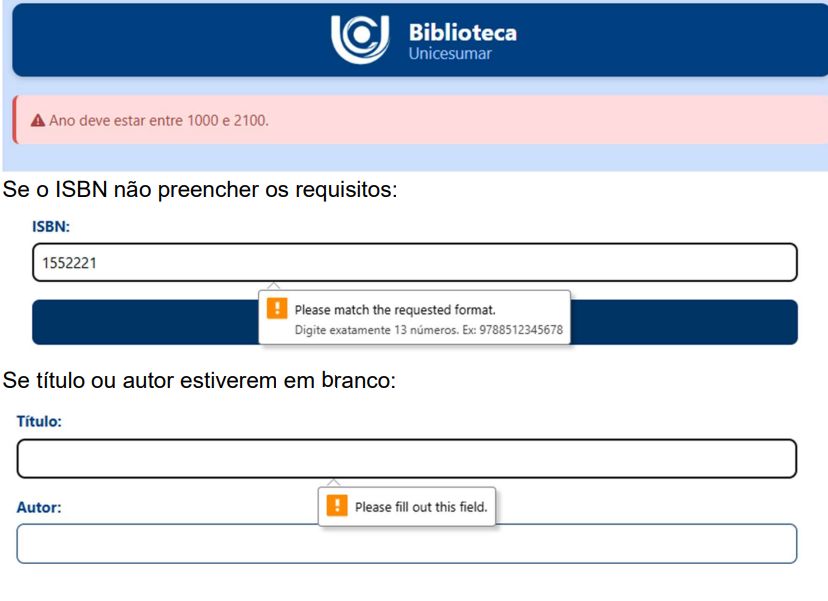 Biblioteca
Unicesumar
Ano deve estar entre 1000 e 2100.
Se o ISBN não preencher os requisitos:
ISBN:
1552221
Please match the requested format.
Digite exatamente 13 números. Ex: 9788512345678
Se título ou autor estiverem em branco:
Título:
Please fill out this field.
Autor: